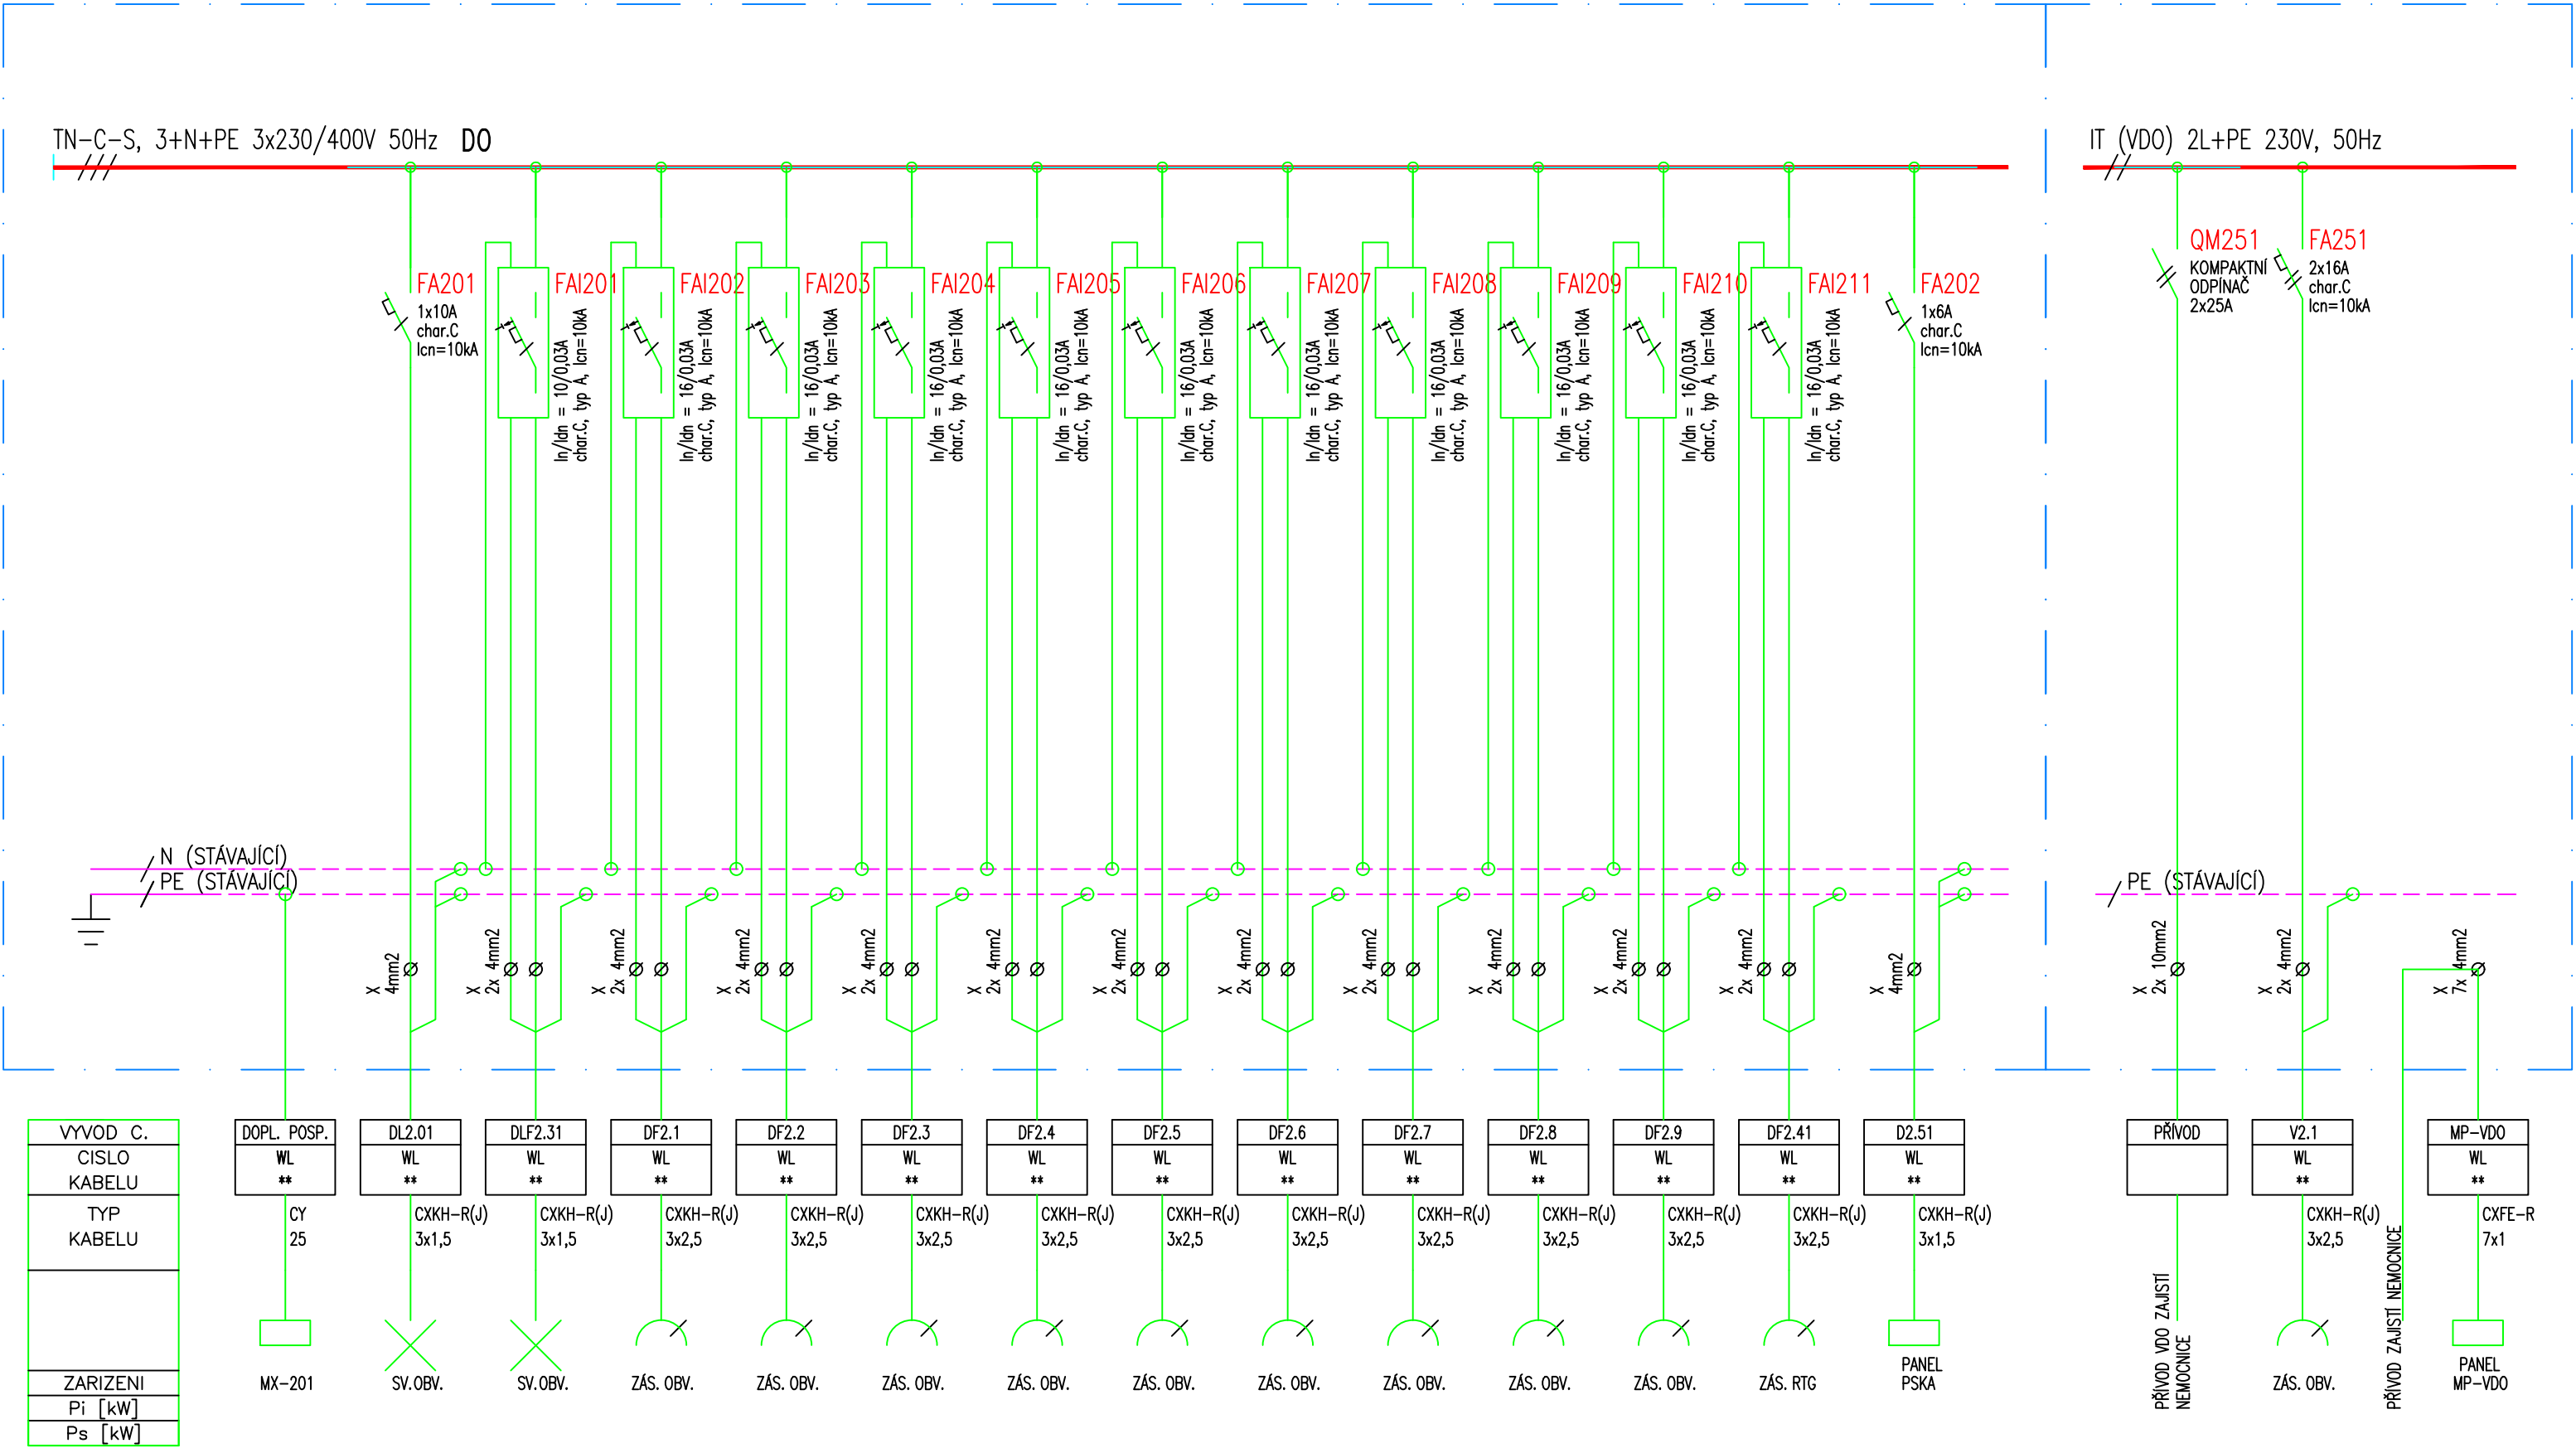 TN-C-S, 3+N+PE 3x230/400V 50Hz DO
IT (VDO) 2L+PE 230V, 50Hz
FA201
1x10A
char.C
Icn=10kA
FAI201
In/Idn = 10/0,03A
char.C, typ A, Icn=10kA
FAI202
In/Idn = 16/0,03A
char.C, typ A, Icn=10kA
FAI203
In/Idn = 16/0,03A
char.C, typ A, Icn=10kA
FAI204
In/Idn = 16/0,03A
char.C, typ A, Icn=10kA
FAI205
In/Idn = 16/0,03A
char.C, typ A, Icn=10kA
FAI206
In/Idn = 16/0,03A
char.C, typ A, Icn=10kA
FAI207
In/Idn = 16/0,03A
char.C, typ A, Icn=10kA
FAI208
In/Idn = 16/0,03A
char.C, typ A, Icn=10kA
FAI209
In/Idn = 16/0,03A
char.C, typ A, Icn=10kA
FAI210
In/Idn = 16/0,03A
char.C, typ A, Icn=10kA
FAI211
In/Idn = 16/0,03A
char.C, typ A, Icn=10kA
FA202
1x6A
char.C
Icn=10kA
QM251
KOMPAKTNÍ
ODPÍNAČ
2x25A
FA251
2x16A
char.C
Icn=10kA
N (STÁVAJÍCÍ)
PE (STÁVAJÍCÍ)
PE (STÁVAJÍCÍ)
X
4mm2
X
2x 4mm2
X
2x 4mm2
X
2x 4mm2
X
2x 4mm2
X
2x 4mm2
X
2x 4mm2
X
2x 4mm2
X
2x 4mm2
X
2x 4mm2
X
2x 4mm2
X
2x 4mm2
X
4mm2
X
2x 10mm2
X
2x 4mm2
X
7x 4mm2
VYVOD C.
CISLO
KABELU
TYP
KABELU
ZARIZENI
Pi [kW]
Ps [kW]
DOPL. POSP.
WL
**
CY
25
MX-201
DL2.01
WL
**
CXKH-R(J)
3x1,5
SV.OBV.
DLF2.31
WL
**
CXKH-R(J)
3x1,5
SV.OBV.
DF2.1
WL
**
CXKH-R(J)
3x2,5
ZÁS. OBV.
DF2.2
WL
**
CXKH-R(J)
3x2,5
ZÁS. OBV.
DF2.3
WL
**
CXKH-R(J)
3x2,5
ZÁS. OBV.
DF2.4
WL
**
CXKH-R(J)
3x2,5
ZÁS. OBV.
DF2.5
WL
**
CXKH-R(J)
3x2,5
ZÁS. OBV.
DF2.6
WL
**
CXKH-R(J)
3x2,5
ZÁS. OBV.
DF2.7
WL
**
CXKH-R(J)
3x2,5
ZÁS. OBV.
DF2.8
WL
**
CXKH-R(J)
3x2,5
ZÁS. OBV.
DF2.9
WL
**
CXKH-R(J)
3x2,5
ZÁS. OBV.
DF2.41
WL
**
CXKH-R(J)
3x2,5
ZÁS. RTG
D2.51
WL
**
CXKH-R(J)
3x1,5
PANEL
PSKA
PŘÍVOD
PŘÍVOD VDO ZAJISTÍ
NEMOCNICE
V2.1
WL
**
CXKH-R(J)
3x2,5
ZÁS. OBV.
PŘÍVOD ZAJISTÍ NEMOCNICE
MP-VDO
WL
**
CXFE-R
7x1
PANEL
MP-VDO